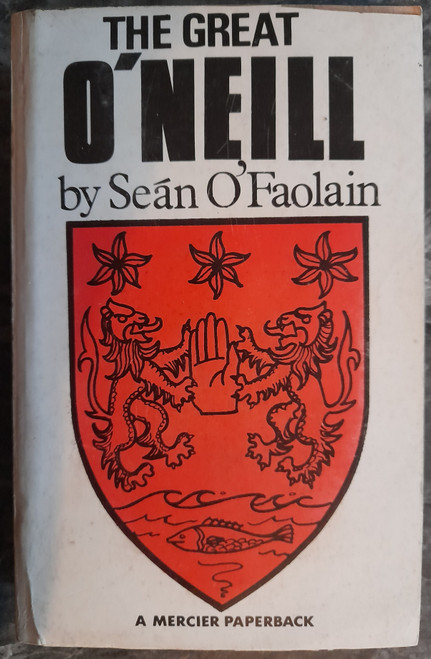 THE GREAT
O'NEILL
by Seán O'Faolain
A MERCIER PAPERBACK